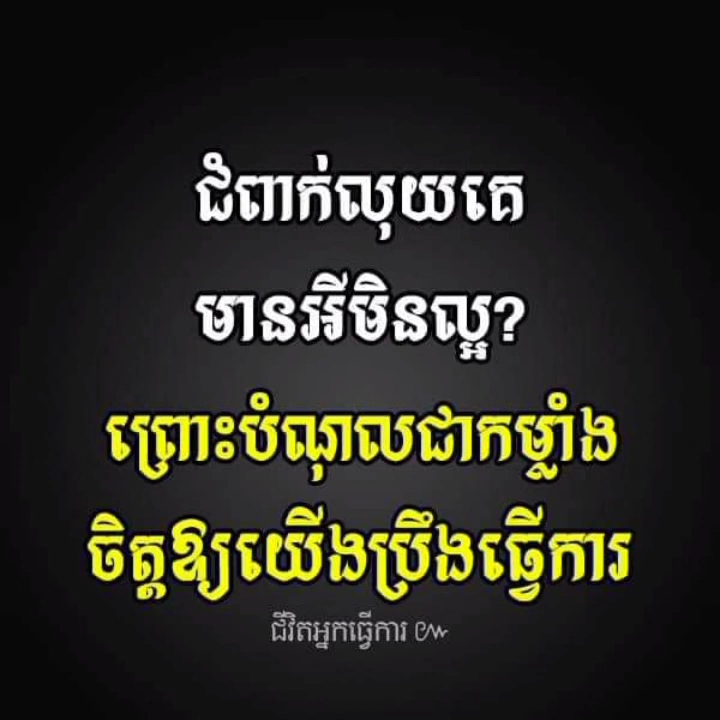 ជំពាក់លុយគេ
មានអីមិនល្អ?
ព្រោះបំណុលជាកម្លាំង
ចិត្តឱ្យយើងប្រឹងធ្វើការ
ជីវិតអ្នកធ្វើការ